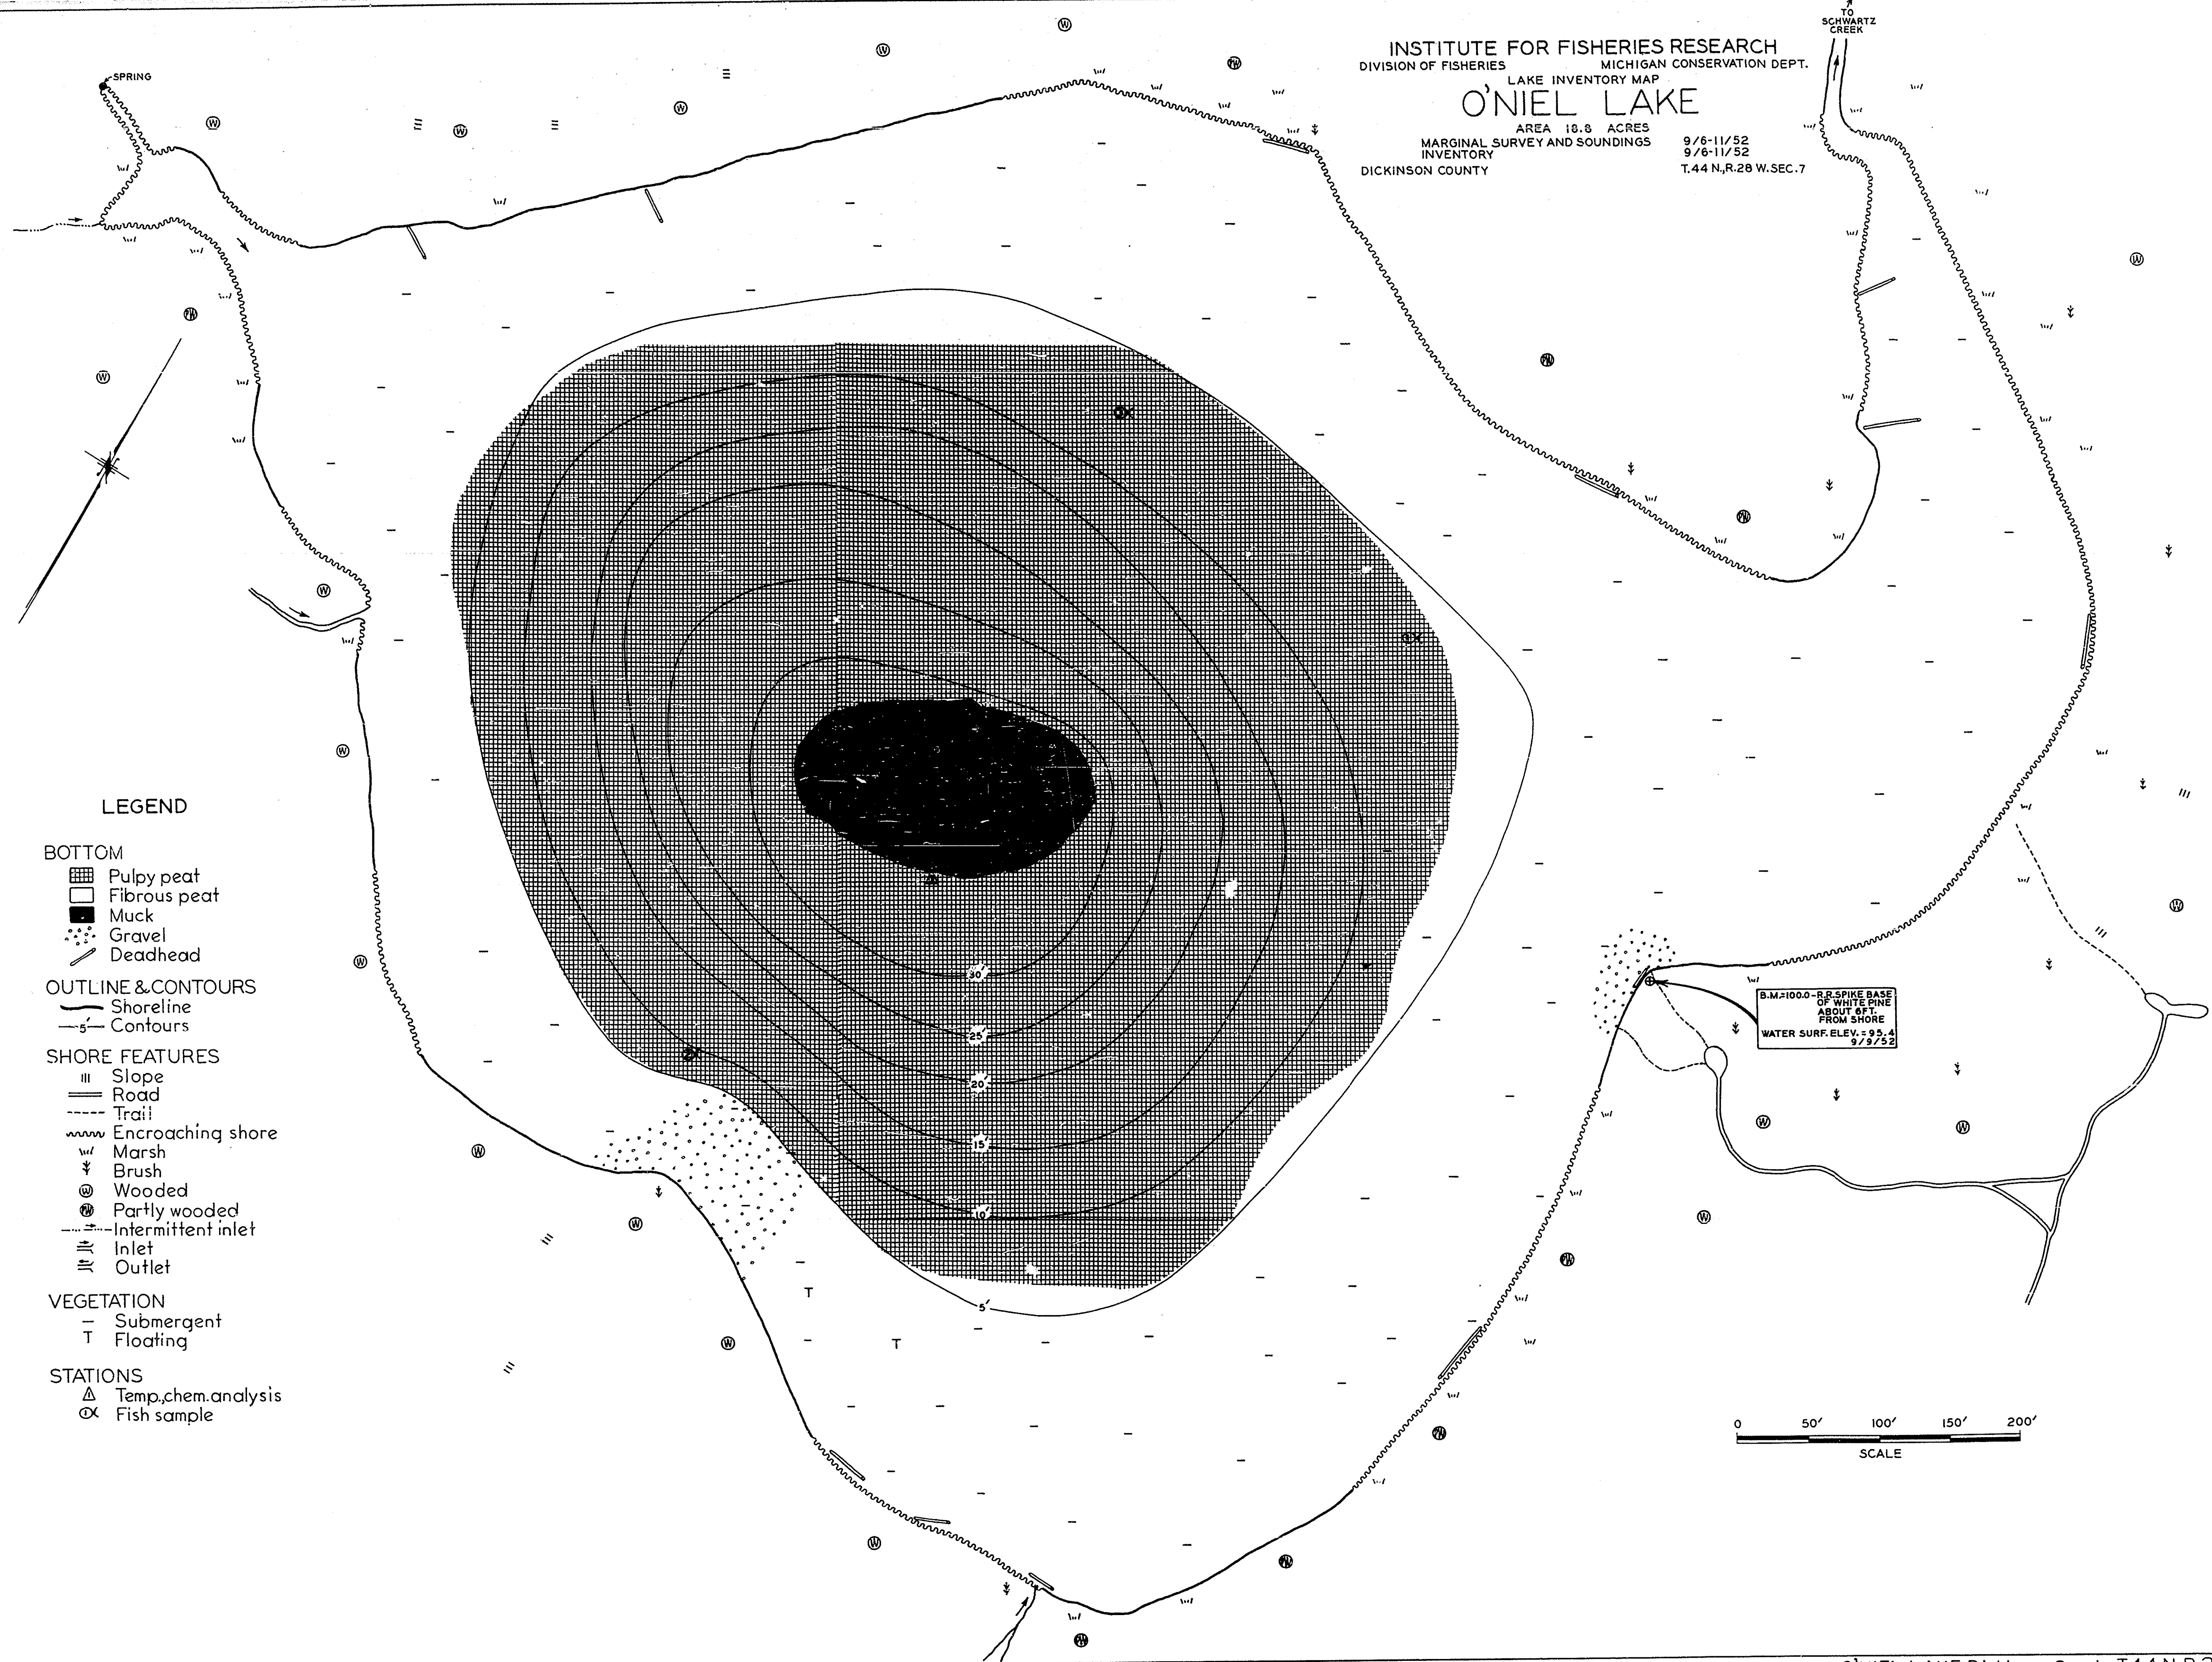 TO
SCHWARTZ
CREEK
INSTITUTE FOR FISHERIES RESEARCH
DIVISION OF FISHERIES MICHIGAN CONSERVATION DEPT.
LAKE INVENTORY MAP
O'NIEL LAKE
AREA 18.8 ACRES
MARGINAL SURVEY AND SOUNDINGS 9/6-11/52
INVENTORY 9/6-11/52
DICKINSON COUNTY T.44 N.,R.28 W.SEC.7
SPRING
30'
25'
20'
15'
10'
5'
B.M.=100.0-R.R.SPIKE BASE
OF WHITE PINE
ABOUT 6FT.
FROM SHORE
WATER SURF. ELEV. = 95.4
9/9/52
LEGEND
BOTTOM
Pulpy peat
Fibrous peat
Muck
Gravel
Deadhead
OUTLINE & CONTOURS
Shoreline
5' Contours
SHORE FEATURES
Slope
Road
Trail
Encroaching shore
Marsh
Brush
W Wooded
PW Partly wooded
Intermittent inlet
Inlet
Outlet
VEGETATION
Submergent
T Floating
STATIONS
Temp.,chem.analysis
Fish sample
0 50' 100' 150' 200'
SCALE